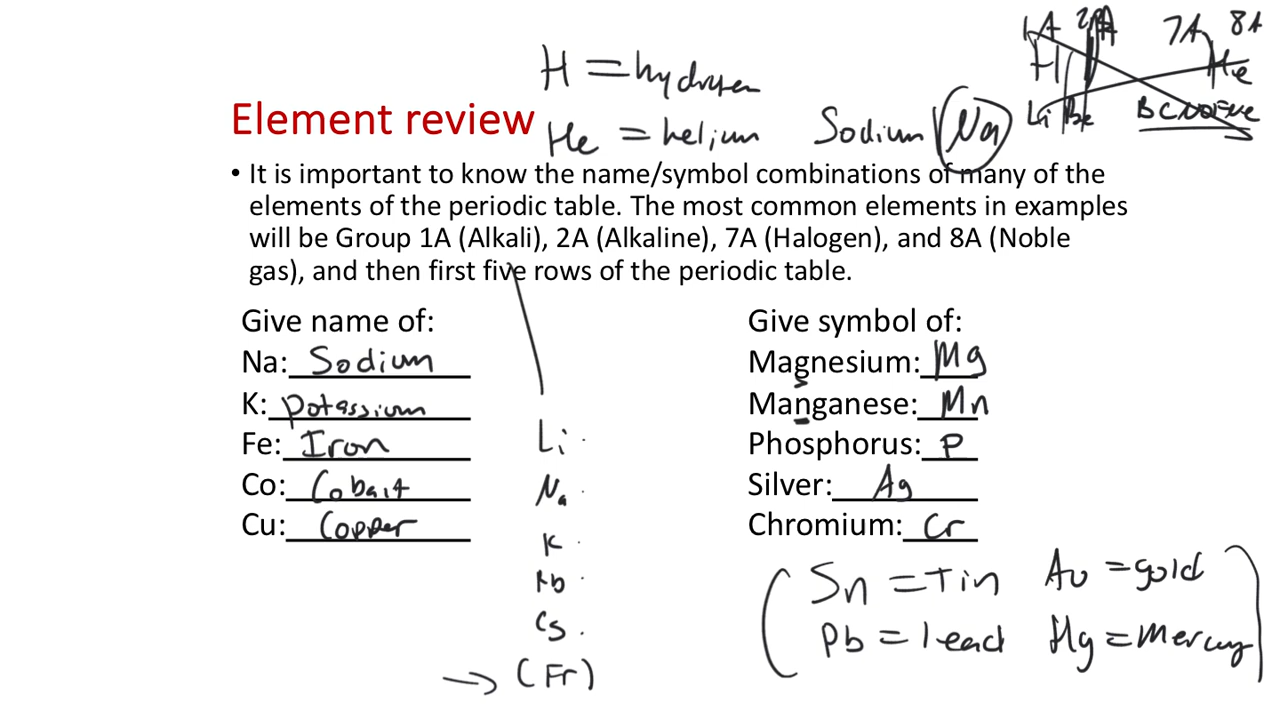 1A 2A 7A 8A
H = hydrogen H He
Element review
He = helium Sodium Na Li Be BCNOFNe
• It is important to know the name/symbol combinations of many of the
elements of the periodic table. The most common elements in examples
will be Group 1A (Alkali), 2A (Alkaline), 7A (Halogen), and 8A (Noble
gas), and then first five rows of the periodic table.
Give name of:
Na: Sodium
K: Potassium
Fe: Iron
Co: Cobalt
Cu: Copper
Li
Na
K
Rb
Cs
→ (Fr)
Give symbol of:
Magnesium: Mg
Manganese: Mn
Phosphorus: P
Silver: Ag
Chromium: Cr
Sn = Tin Au = gold
Pb = lead Hg = Mercury